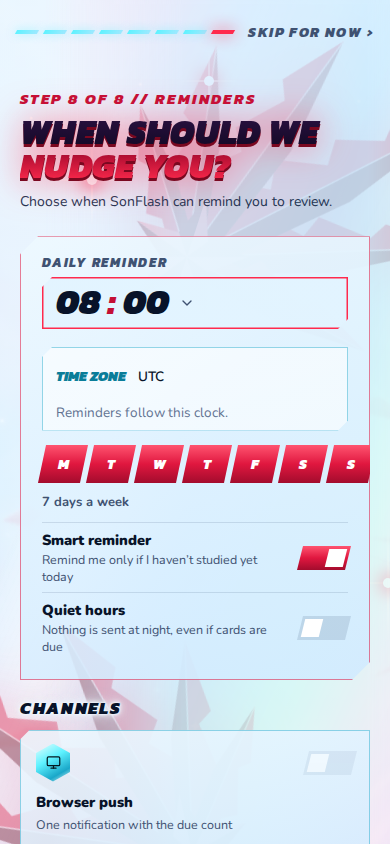 SKIP FOR NOW >
STEP 8 OF 8 // REMINDERS
WHEN SHOULD WE
NUDGE YOU?
Choose when SonFlash can remind you to review.
DAILY REMINDER
08 : 00
TIME ZONE UTC
Reminders follow this clock.
M T W T F S S
7 days a week
Smart reminder
Remind me only if I haven’t studied yet
today
Quiet hours
Nothing is sent at night, even if cards are
due
CHANNELS
Browser push
One notification with the due count